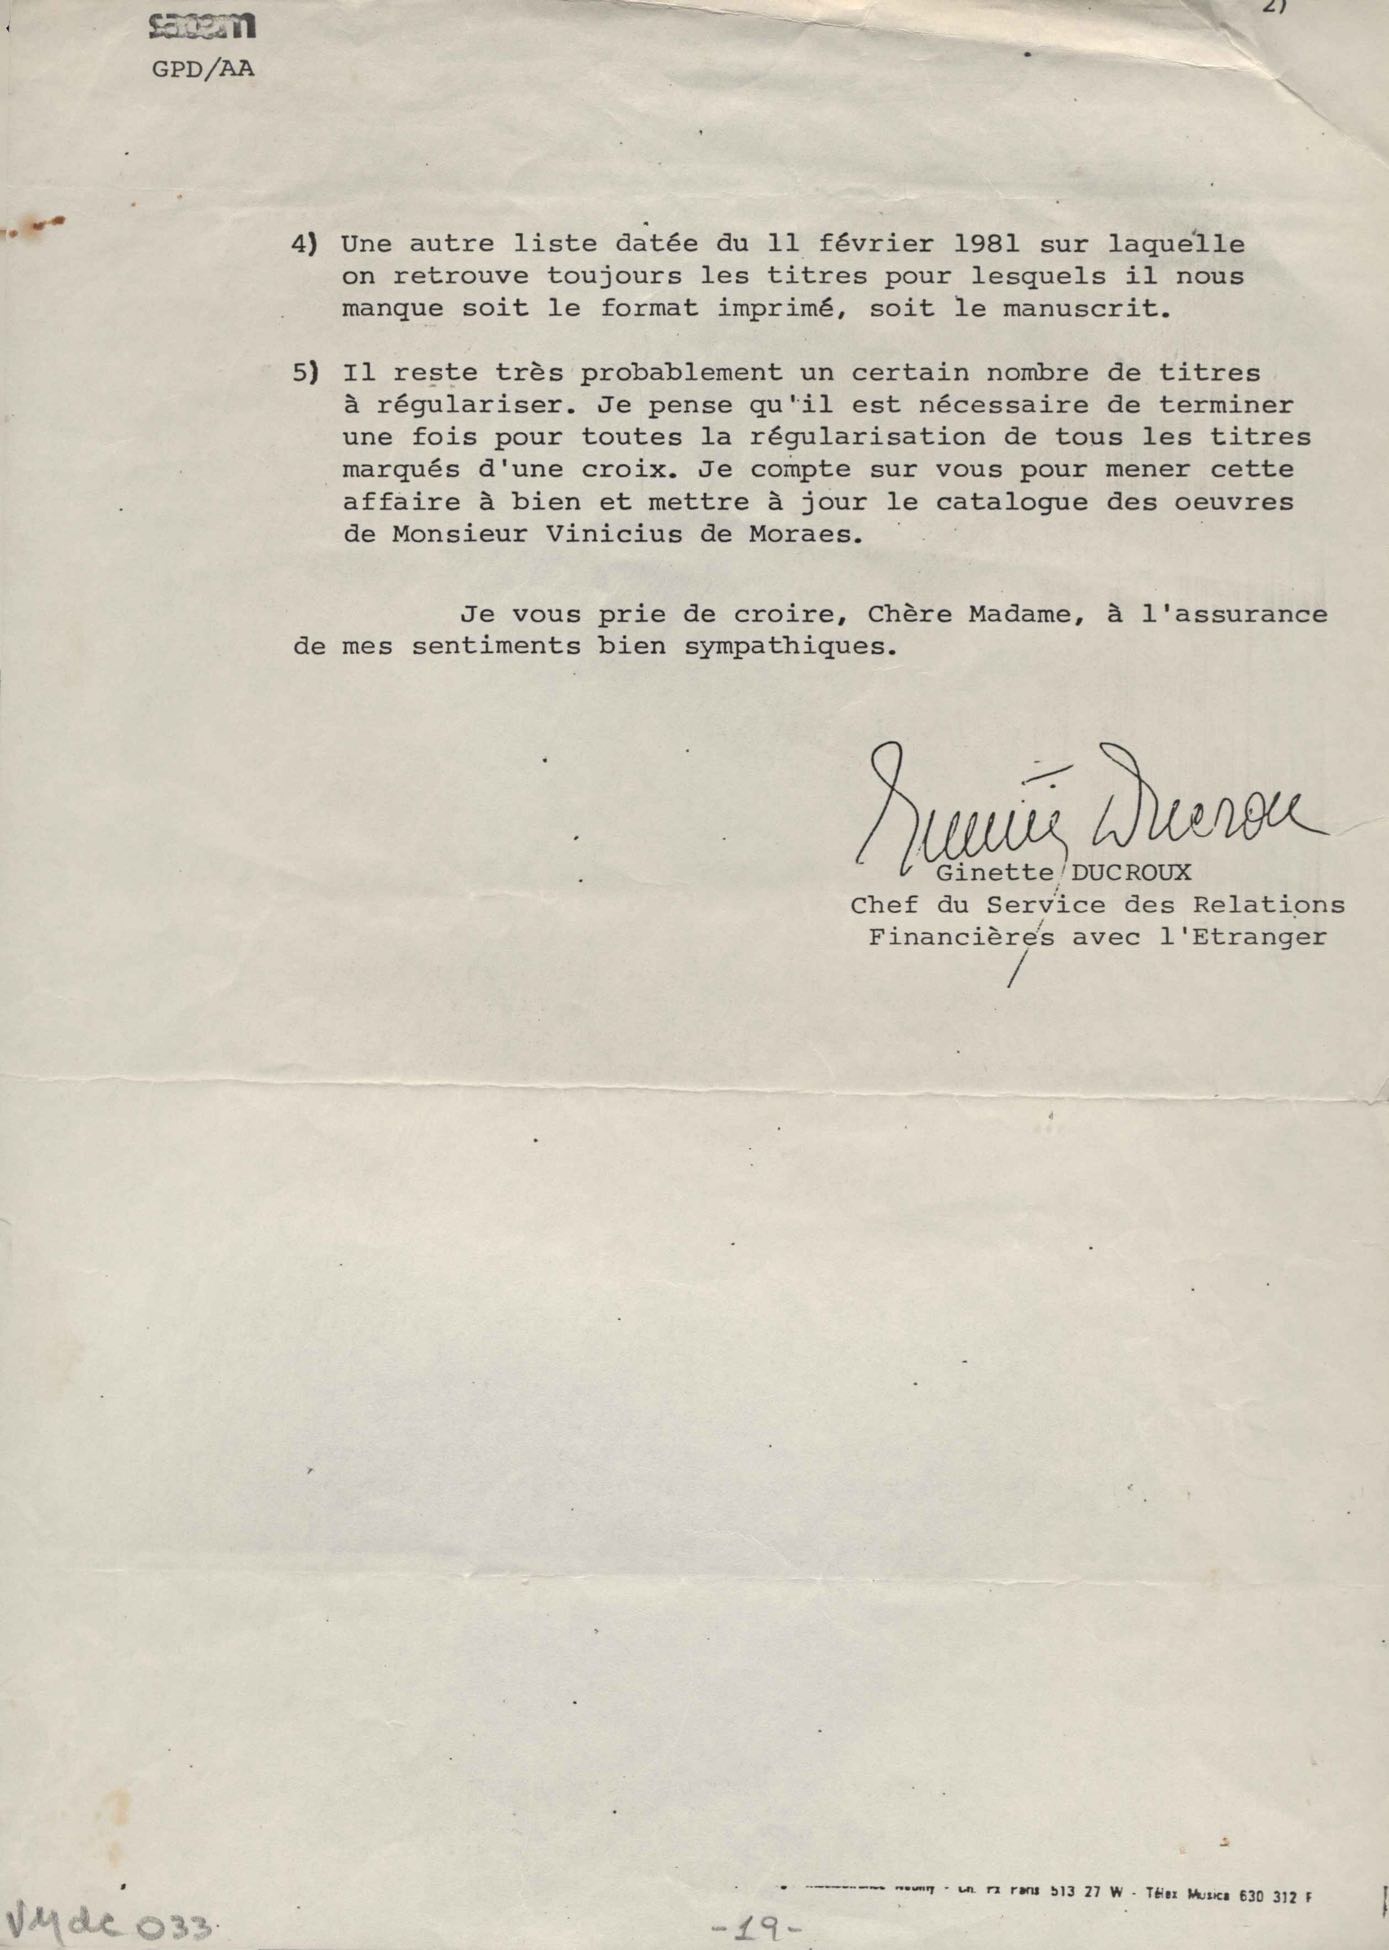 2)
sacem
GPD/AA
4) Une autre liste datée du 11 février 1981 sur laquelle
on retrouve toujours les titres pour lesquels il nous
manque soit le format imprimé, soit le manuscrit.
5) Il reste très probablement un certain nombre de titres
à régulariser. Je pense qu'il est nécessaire de terminer
une fois pour toutes la régularisation de tous les titres
marqués d'une croix. Je compte sur vous pour mener cette
affaire à bien et mettre à jour le catalogue des oeuvres
de Monsieur Vinicius de Moraes.
Je vous prie de croire, Chère Madame, à l'assurance
de mes sentiments bien sympathiques.
Ginette Ducroux
Ginette DUCROUX
Chef du Service des Relations
Financières avec l'Etranger
Paris 513 27 W - Télex Musica 630 312 F
VMdc 033
-19-